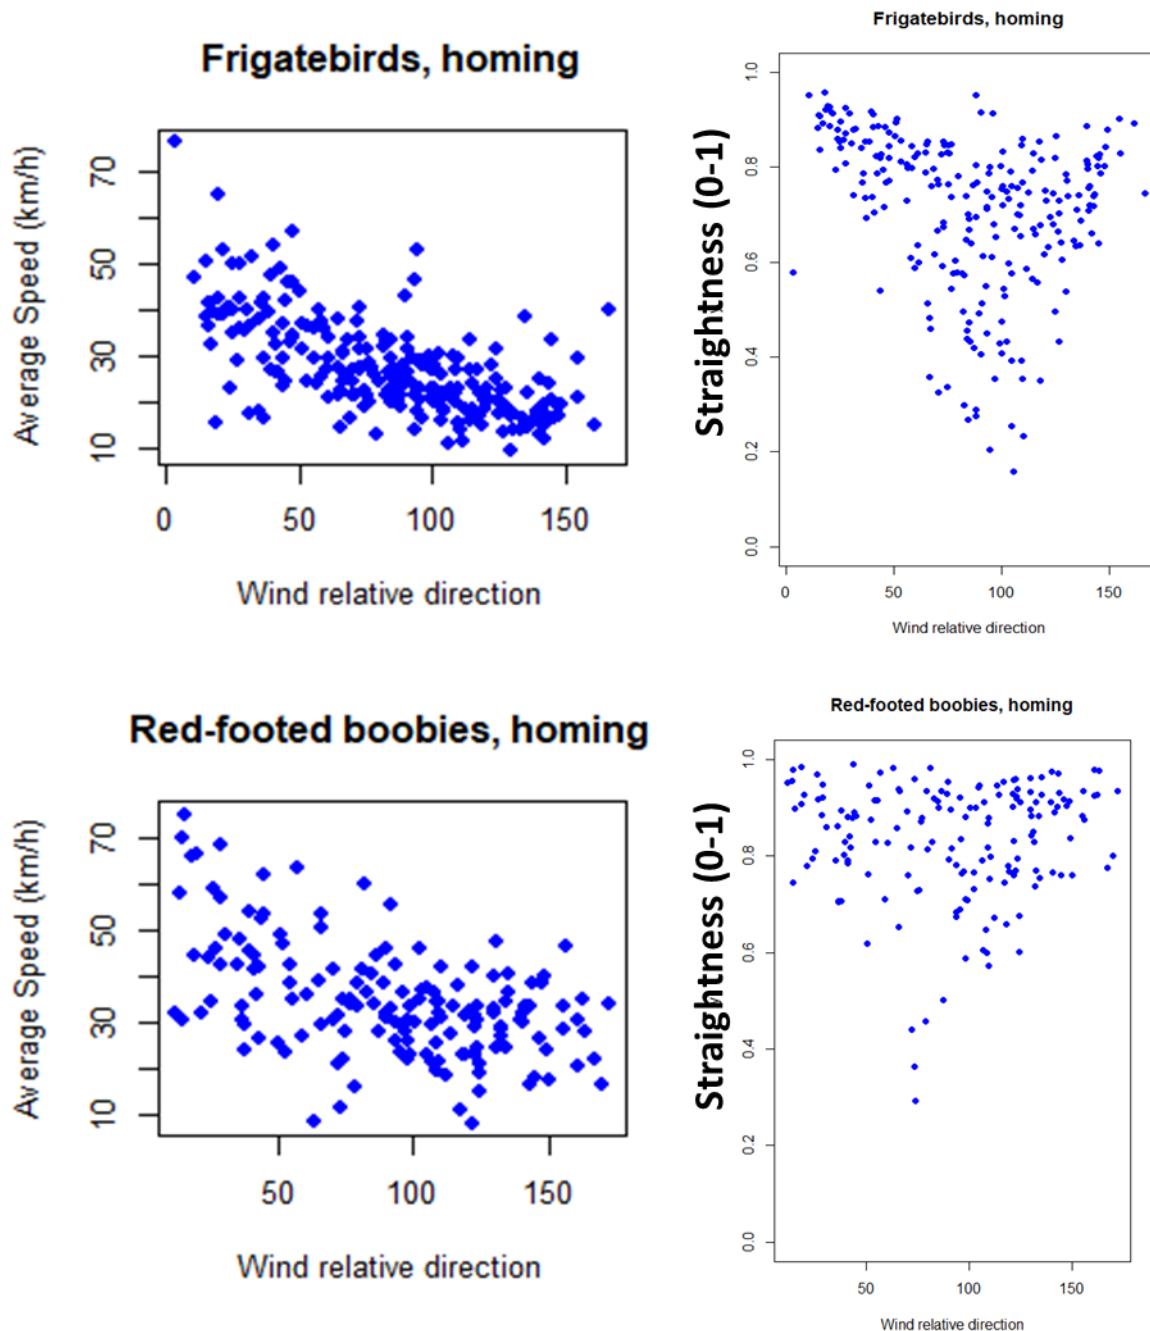 Frigatebirds, homing
Average Speed (km/h)
70
50
30
10
0 50 100 150
Wind relative direction
Frigatebirds, homing
Straightness (0-1)
1.0
0.8
0.6
0.4
0.2
0.0
0 50 100 150
Wind relative direction
Red-footed boobies, homing
Average Speed (km/h)
70
50
30
10
50 100 150
Wind relative direction
Red-footed boobies, homing
Straightness (0-1)
1.0
0.8
0.6
0.4
0.2
0.0
50 100 150
Wind relative direction